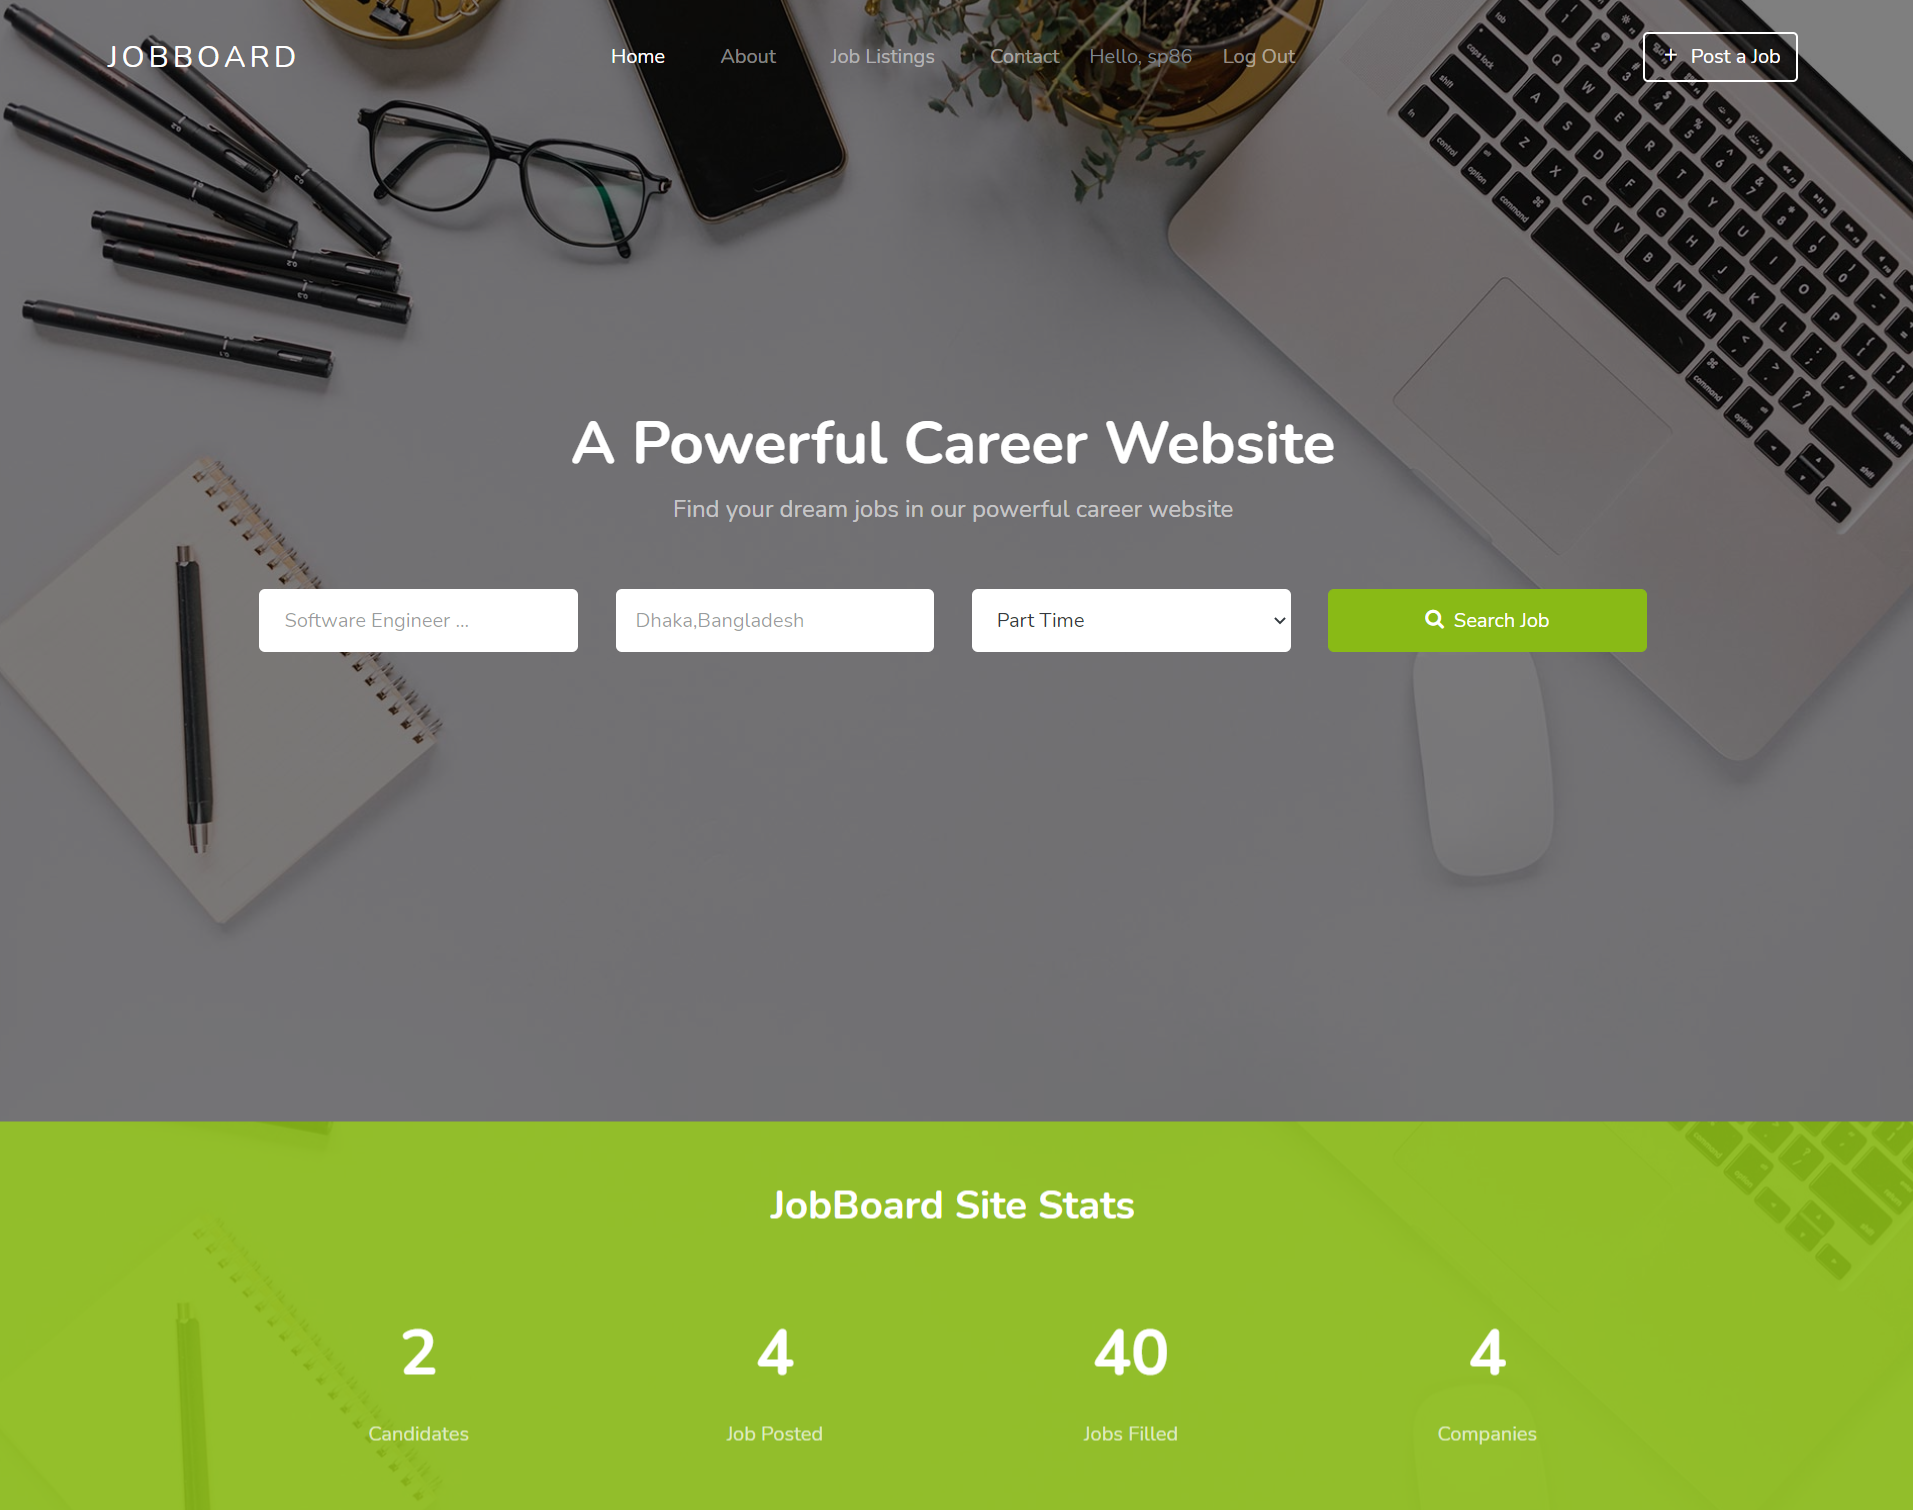 JOBBOARD
Home About Job Listings Contact Hello, sp86 Log Out + Post a Job
A Powerful Career Website
Find your dream jobs in our powerful career website
Software Engineer ... Dhaka,Bangladesh Part Time Search Job
JobBoard Site Stats
2 4 40 4
Candidates Job Posted Jobs Filled Companies